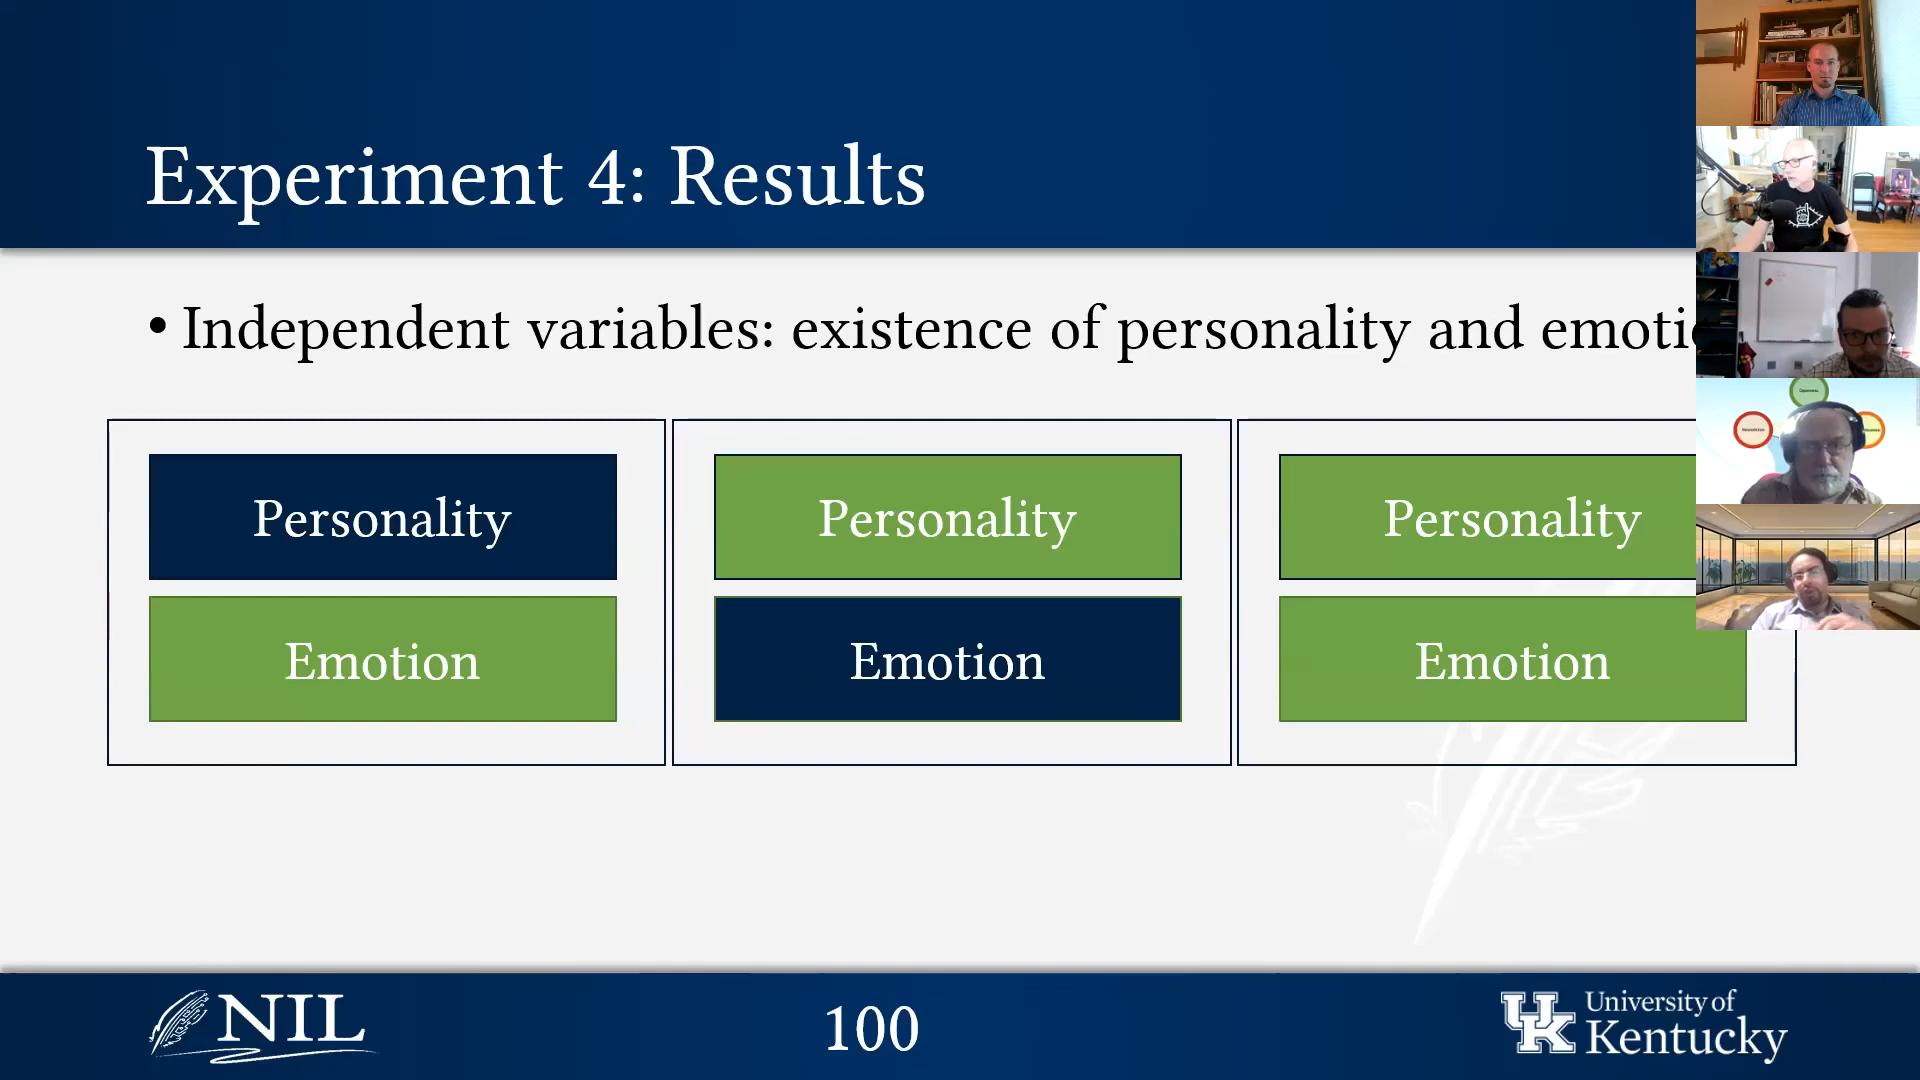 Experiment 4: Results
• Independent variables: existence of personality and
Personality
Personality
Personality
Emotion
Emotion
Emotion
NIL
100
UK
University of
Kentucky